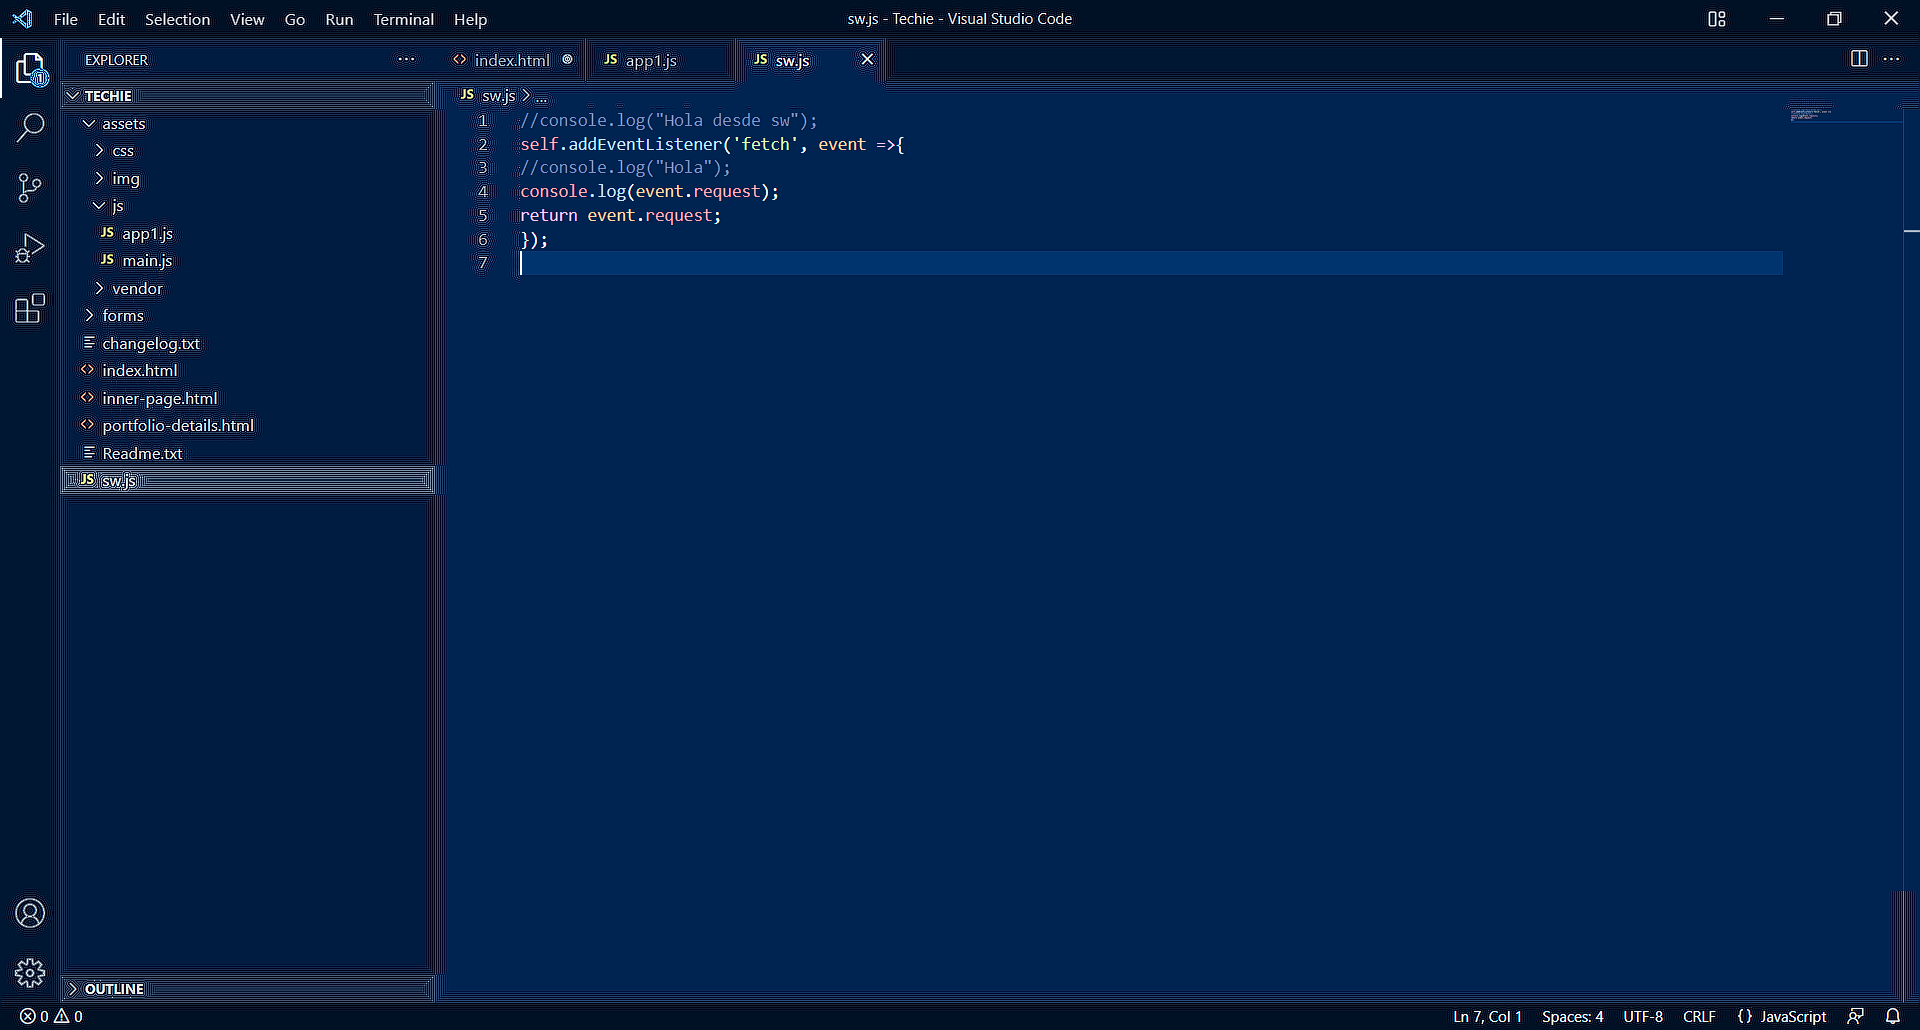 File Edit Selection View Go Run Terminal Help
sw.js - Techie - Visual Studio Code
EXPLORER
index.html
JS app1.js
JS sw.js
TECHIE
assets
css
img
js
JS app1.js
JS main.js
vendor
forms
changelog.txt
index.html
inner-page.html
portfolio-details.html
Readme.txt
JS sw.js
OUTLINE
JS sw.js > ...
1 //console.log("Hola desde sw");
2 self.addEventListener('fetch', event =>{
3 //console.log("Hola");
4 console.log(event.request);
5 return event.request;
6 });
7
0 0
Ln 7, Col 1 Spaces: 4 UTF-8 CRLF {} JavaScript